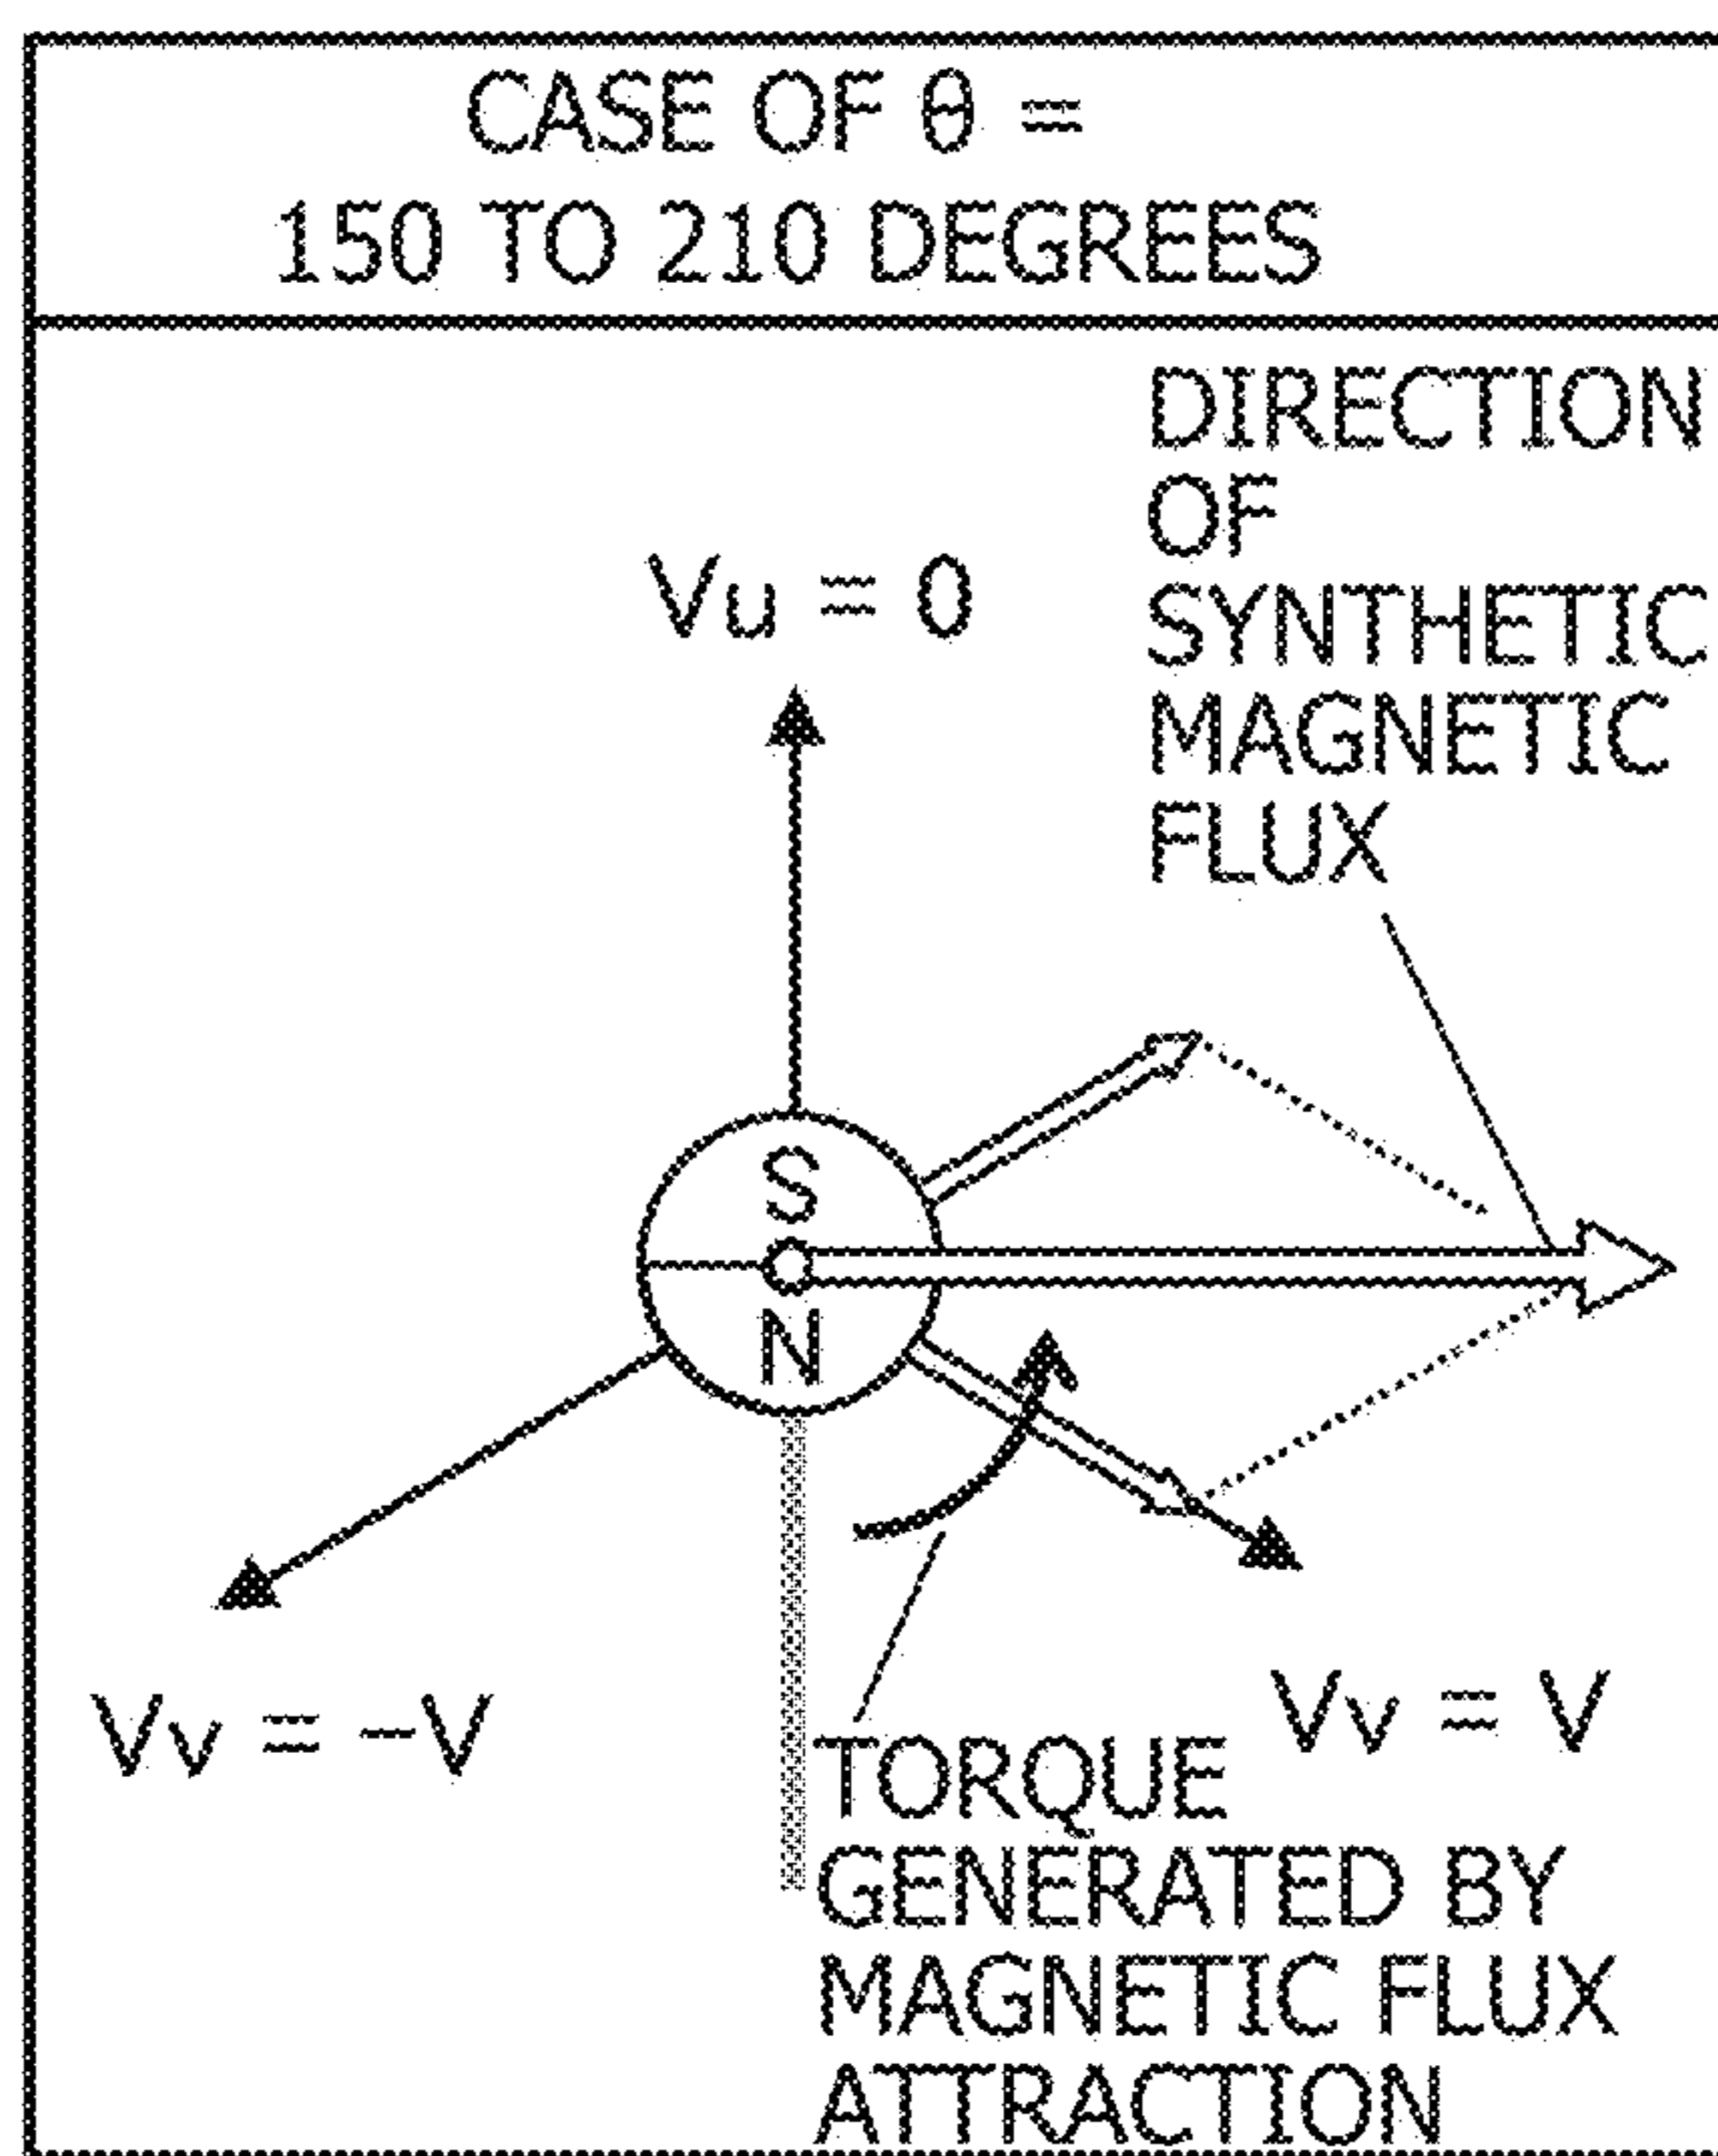 CASE OF θ =
150 TO 210 DEGREES
DIRECTION
OF
SYNTHETIC
MAGNETIC
FLUX
Vu = 0
S
N
Vv = -V
Vv = V
TORQUE
GENERATED BY
MAGNETIC FLUX
ATTRACTION